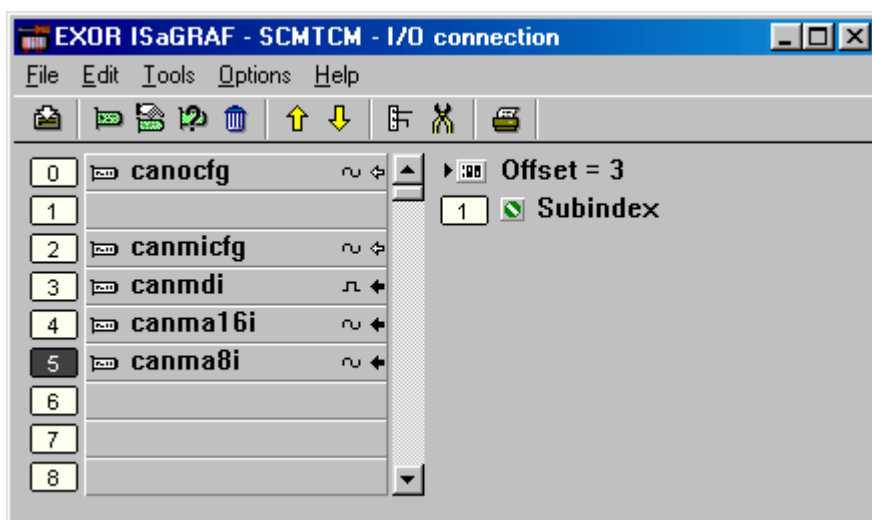 EXOR ISaGRAF - SCMTCM - I/O connection
File Edit Tools Options Help
0 canocfg
1
2 canmicfg
3 canmdi
4 canma16i
5 canma8i
6
7
8
Offset = 3
1 Subindex